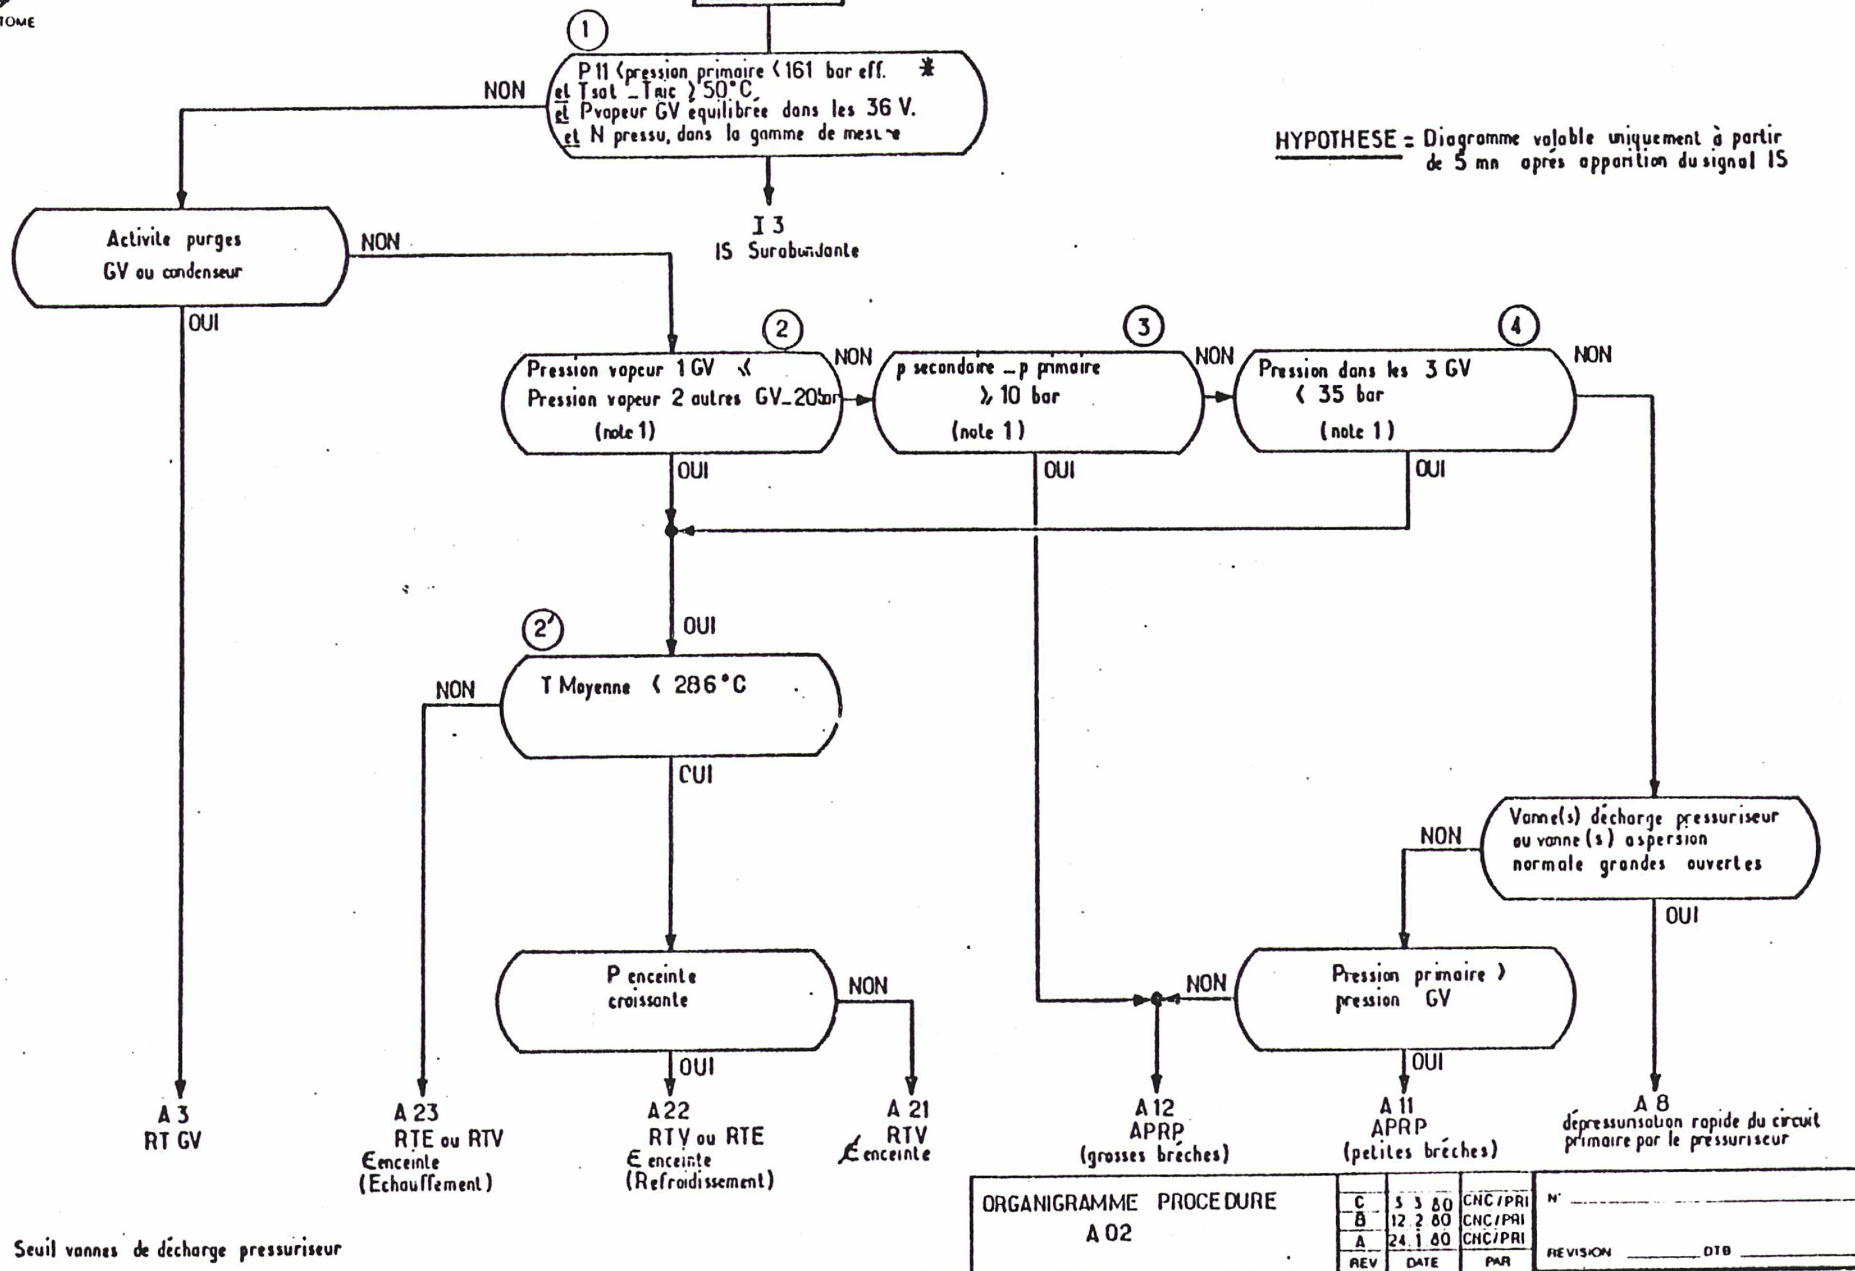 TOME
1
P11 < pression primaire < 161 bar eff. *
et Tsat _ Tric ⩾ 50°C
et Pvapeur GV équilibrée dans les 36 V.
et N pressu, dans la gamme de mesure
NON
HYPOTHESE = Diagramme valable uniquement à partir
de 5 mn aprés apparition du signal IS
I 3
IS Surabundante
Activite purges
GV ou condenseur
NON
OUI
2
Pression vapeur 1 GV ⩽
Pression vapeur 2 autres GV_20bar
(note 1)
NON
OUI
3
p secondaire _ p primaire
⩾ 10 bar
(note 1)
NON
OUI
4
Pression dans les 3 GV
< 35 bar
(note 1)
NON
OUI
OUI
2'
T Moyenne < 286°C
NON
OUI
Vanne(s) décharge pressuriseur
ou vanne(s) aspersion
normale grandes ouvertes
NON
OUI
P enceinte
croissante
NON
OUI
Pression primaire >
pression GV
NON
OUI
A 3
RT GV
A 23
RTE ou RTV
Є enceinte
(Echauffement)
A 22
RTV ou RTE
Є enceinte
(Refroidissement)
A 21
RTV
Є̸ enceinte
A 12
APRP
(grosses brèches)
A 11
APRP
(petites brèches)
A 8
dépressurisation rapide du circuit
primaire par le pressuriseur
ORGANIGRAMME PROCEDURE
A 02
C 3 3 80 CNC/PRI
B 12.2 80 CNC/PRI
A 24.1 80 CNC/PRI
REV DATE PAR
N°
REVISION DTB
Seuil vannes de décharge pressuriseur